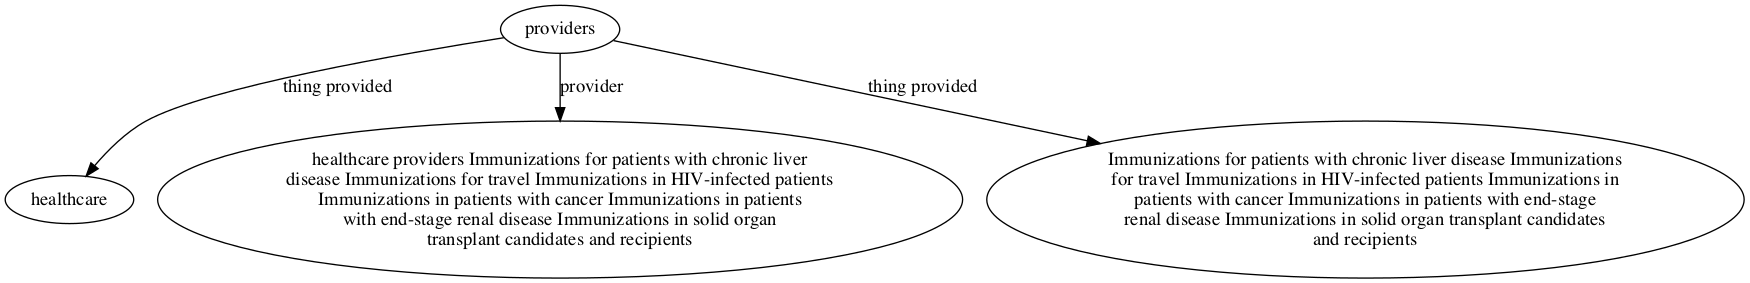 providers
thing provided
provider
thing provided
healthcare
healthcare providers Immunizations for patients with chronic liver
disease Immunizations for travel Immunizations in HIV-infected patients
Immunizations in patients with cancer Immunizations in patients
with end-stage renal disease Immunizations in solid organ
transplant candidates and recipients
Immunizations for patients with chronic liver disease Immunizations
for travel Immunizations in HIV-infected patients Immunizations in
patients with cancer Immunizations in patients with end-stage
renal disease Immunizations in solid organ transplant candidates
and recipients